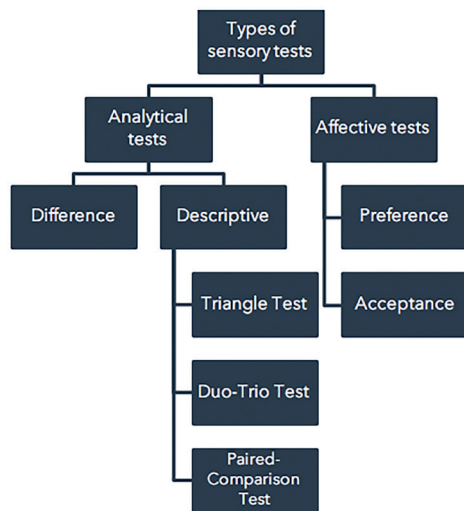 Types of
sensory tests
Analytical
tests
Affective tests
Difference
Descriptive
Preference
Triangle Test
Acceptance
Duo-Trio Test
Paired-
Comparison
Test